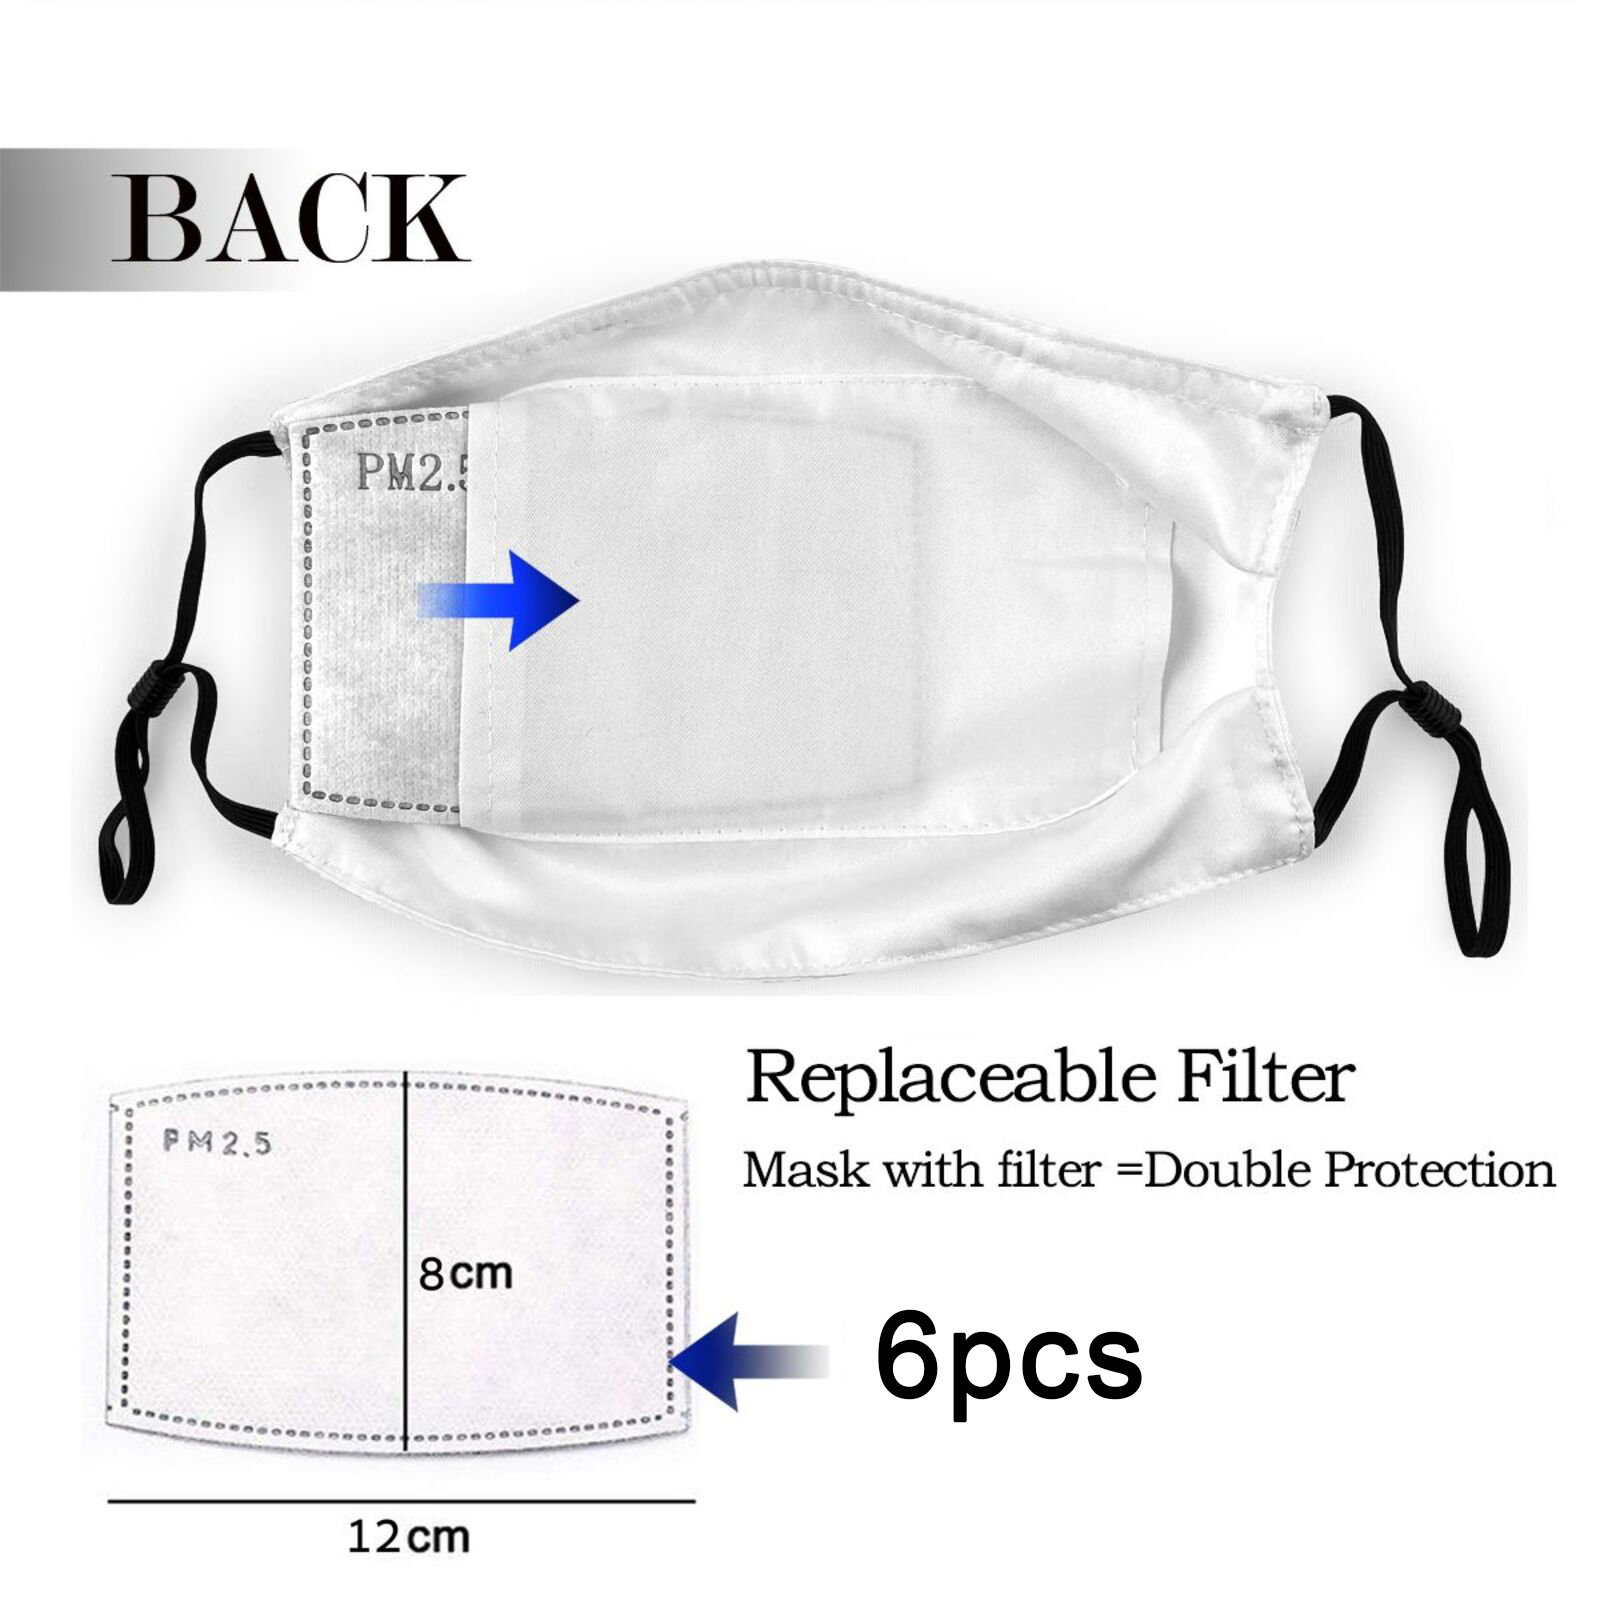 BACK
PM2.5
Replaceable Filter
Mask with filter =Double Protection
PM2.5
8cm
6pcs
12cm